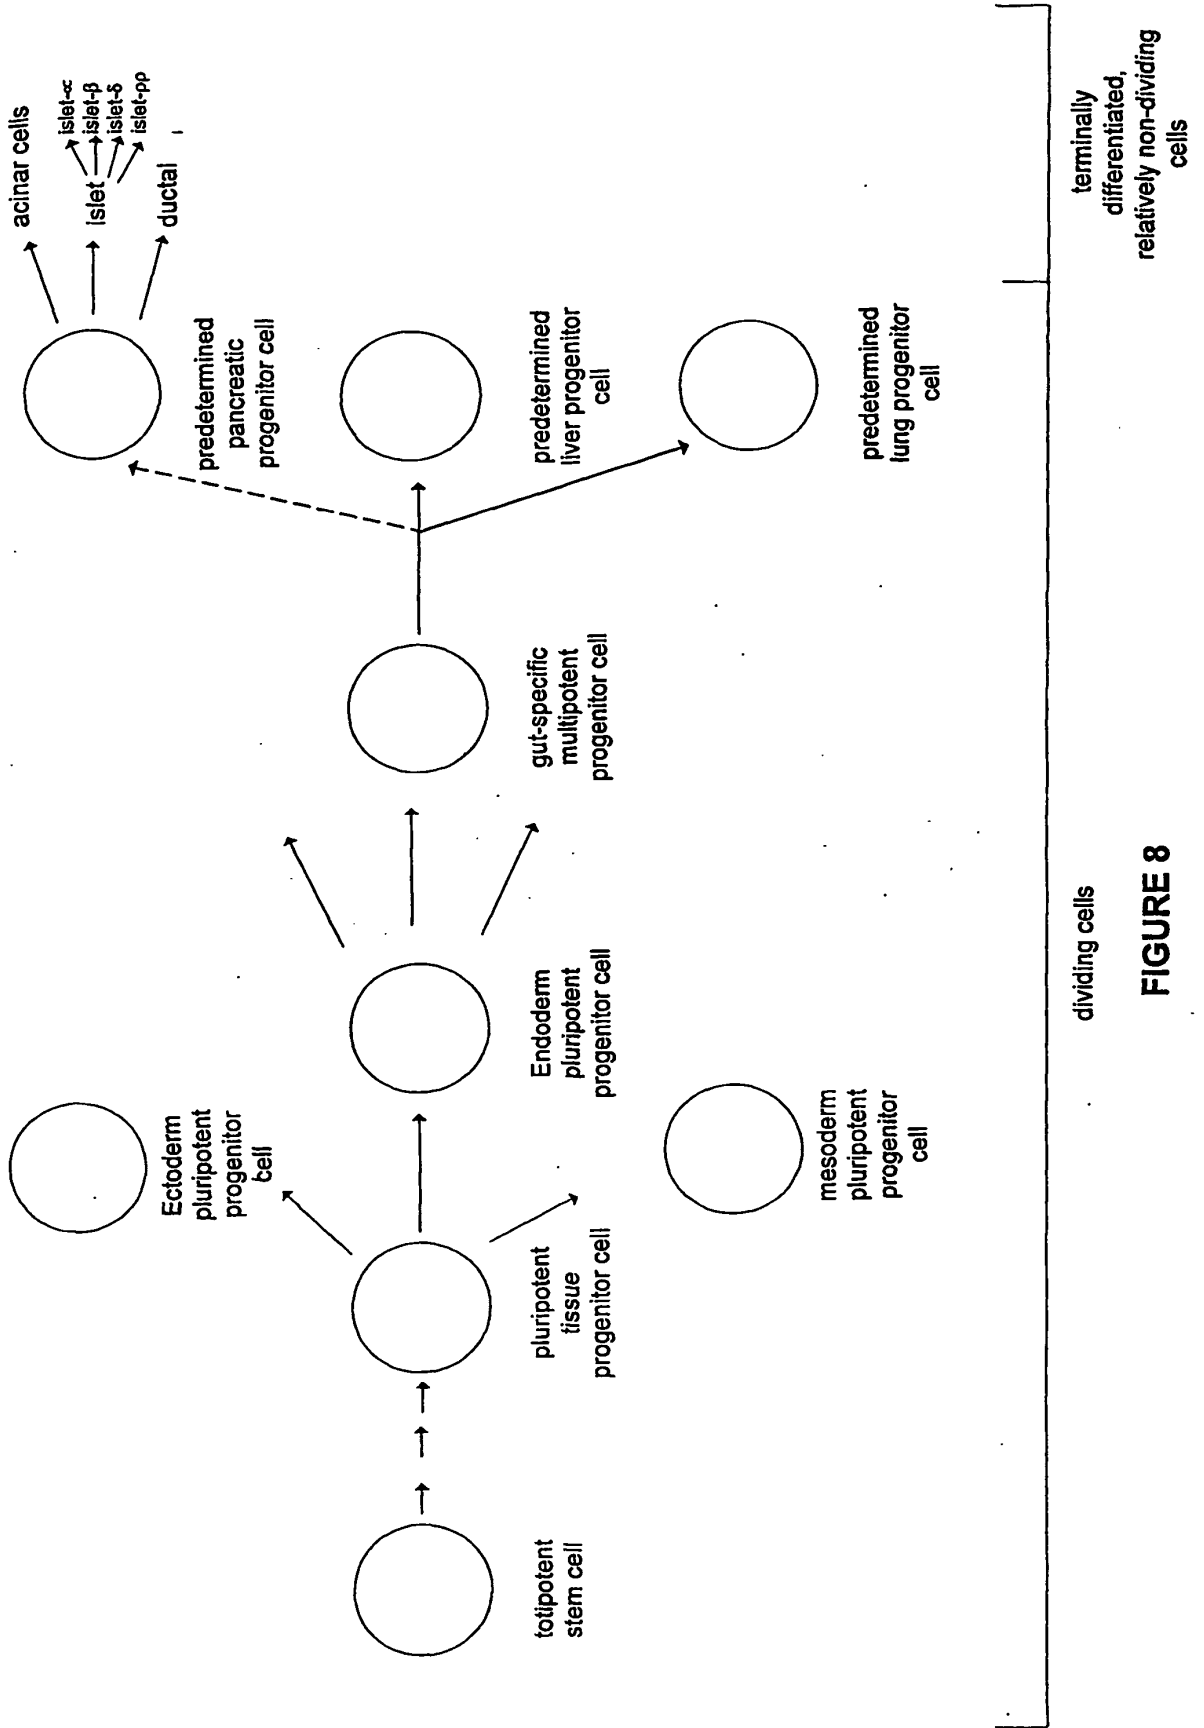 totipotent
stem cell
pluripotent
tissue
progenitor cell
Ectoderm
pluripotent
progenitor
cell
mesoderm
pluripotent
progenitor
cell
Endoderm
pluripotent
progenitor cell
gut-specific
multipotent
progenitor cell
predetermined
pancreatic
progenitor cell
predetermined
liver progenitor
cell
predetermined
lung progenitor
cell
acinar cells
islet
islet-α
islet-β
islet-δ
islet-pp
ductal
dividing cells
terminally
differentiated,
relatively non-dividing
cells
FIGURE 8